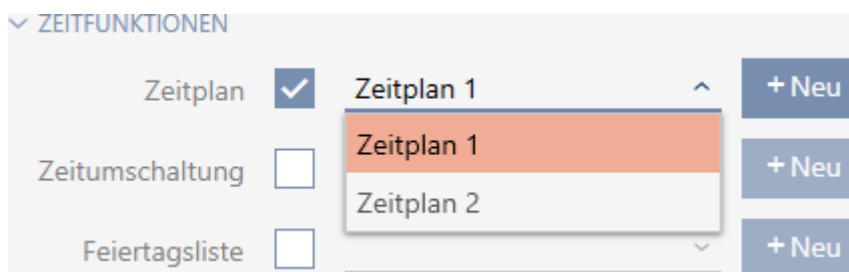 ZEITFUNKTIONEN
Zeitplan Zeitplan 1 + Neu
Zeitplan 1
Zeitumschaltung + Neu
Zeitplan 2
Feiertagsliste + Neu